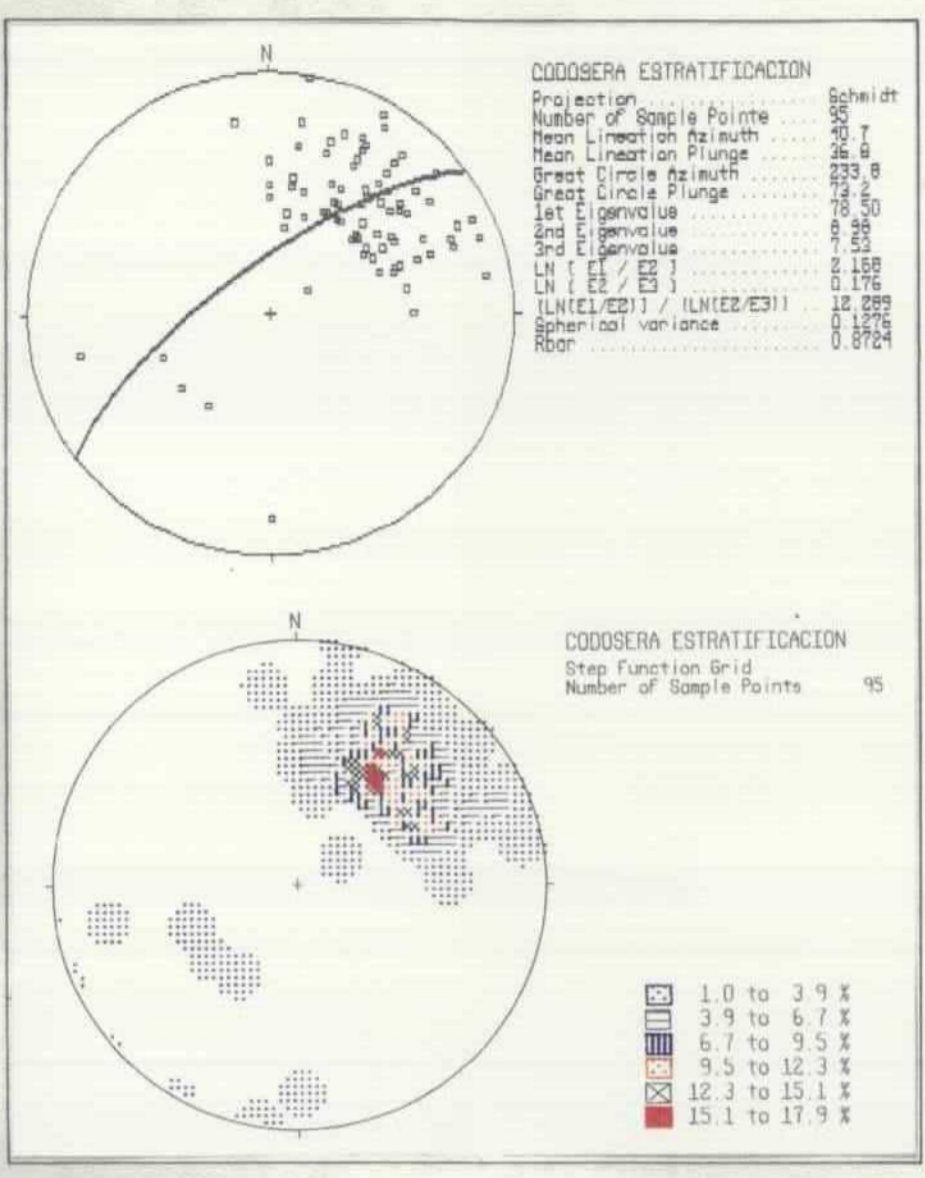 N
CODOSERA ESTRATIFICACION
Projection ................ Schmidt
Number of Sample Points .... 95
Mean Lineation Azimuth ..... 40.7
Mean Lineation Plunge ...... 36.8
Great Circle Azimuth ....... 233.8
Great Circle Plunge ........ 73.2
1st Eigenvalue ............. 78.50
2nd Eigenvalue ............. 8.98
3rd Eigenvalue ............. 7.53
LN ( E1 / E2 ) ............. 2.168
LN ( E2 / E3 ) ............. 0.176
(LN(E1/E2)) / (LN(E2/E3)) .. 12.289
Spherical variance ......... 0.1276
Rbar ....................... 0.8724
N
CODOSERA ESTRATIFICACION
Step Function Grid
Number of Sample Points 95
1.0 to 3.9 %
3.9 to 6.7 %
6.7 to 9.5 %
9.5 to 12.3 %
12.3 to 15.1 %
15.1 to 17.9 %